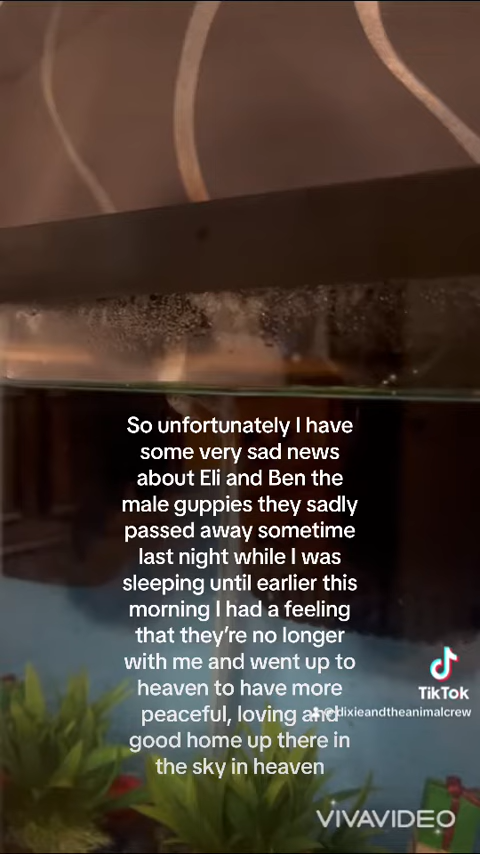 So unfortunately I have
some very sad news
about Eli and Ben the
male guppies they sadly
passed away sometime
last night while I was
sleeping until earlier this
morning I had a feeling
that they're no longer
with me and went up to
heaven to have more
peaceful, loving and
good home up there in
the sky in heaven
TikTok
@dixieandtheanimalcrew
VIVAVIDEO